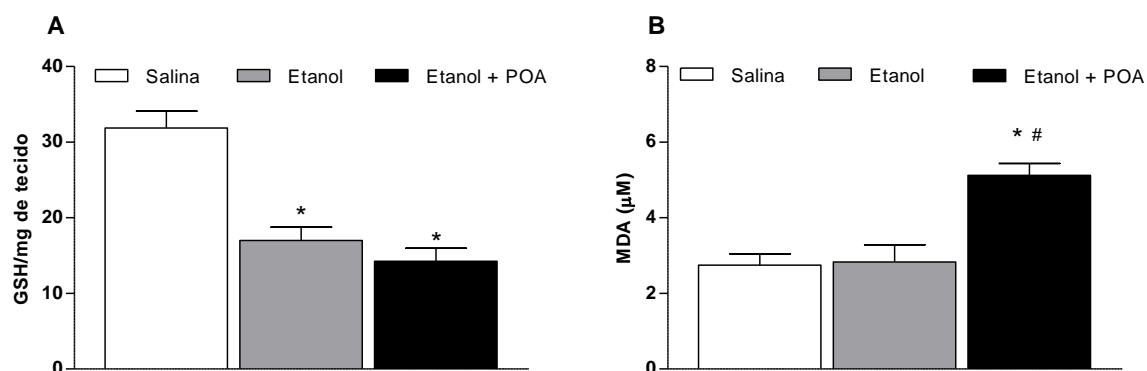 A
40
30
20
10
0
GSH/mg de tecido
Salina Etanol Etanol + POA
*
*
B
8
6
4
2
0
MDA (µM)
Salina Etanol Etanol + POA
* #